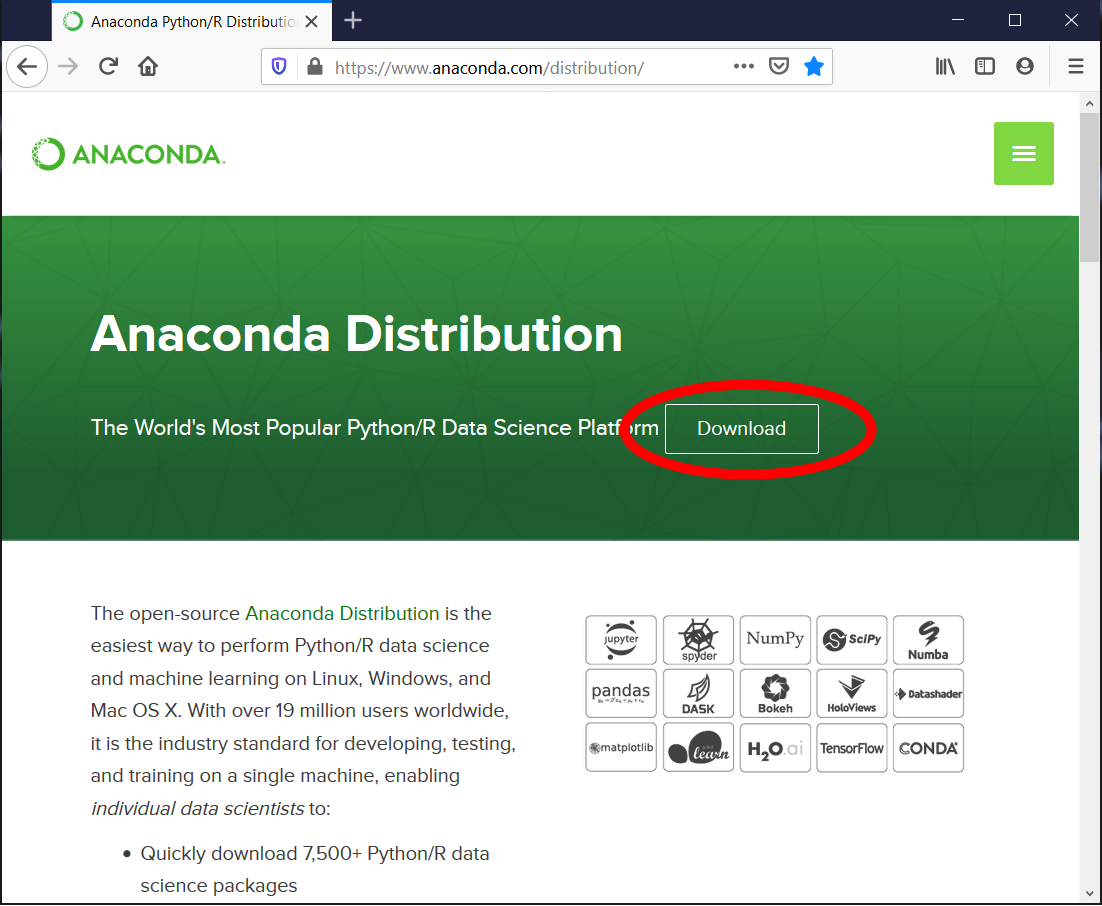 Anaconda Python/R Distributio
https://www.anaconda.com/distribution/
ANACONDA.
Anaconda Distribution
The World's Most Popular Python/R Data Science Platform
Download
The open-source Anaconda Distribution is the
easiest way to perform Python/R data science
and machine learning on Linux, Windows, and
Mac OS X. With over 19 million users worldwide,
it is the industry standard for developing, testing,
and training on a single machine, enabling
individual data scientists to:
• Quickly download 7,500+ Python/R data
science packages
jupyter
spyder
NumPy
SciPy
Numba
pandas
DASK
Bokeh
HoloViews
Datashader
matplotlib
learn
H2O.ai
TensorFlow
CONDA